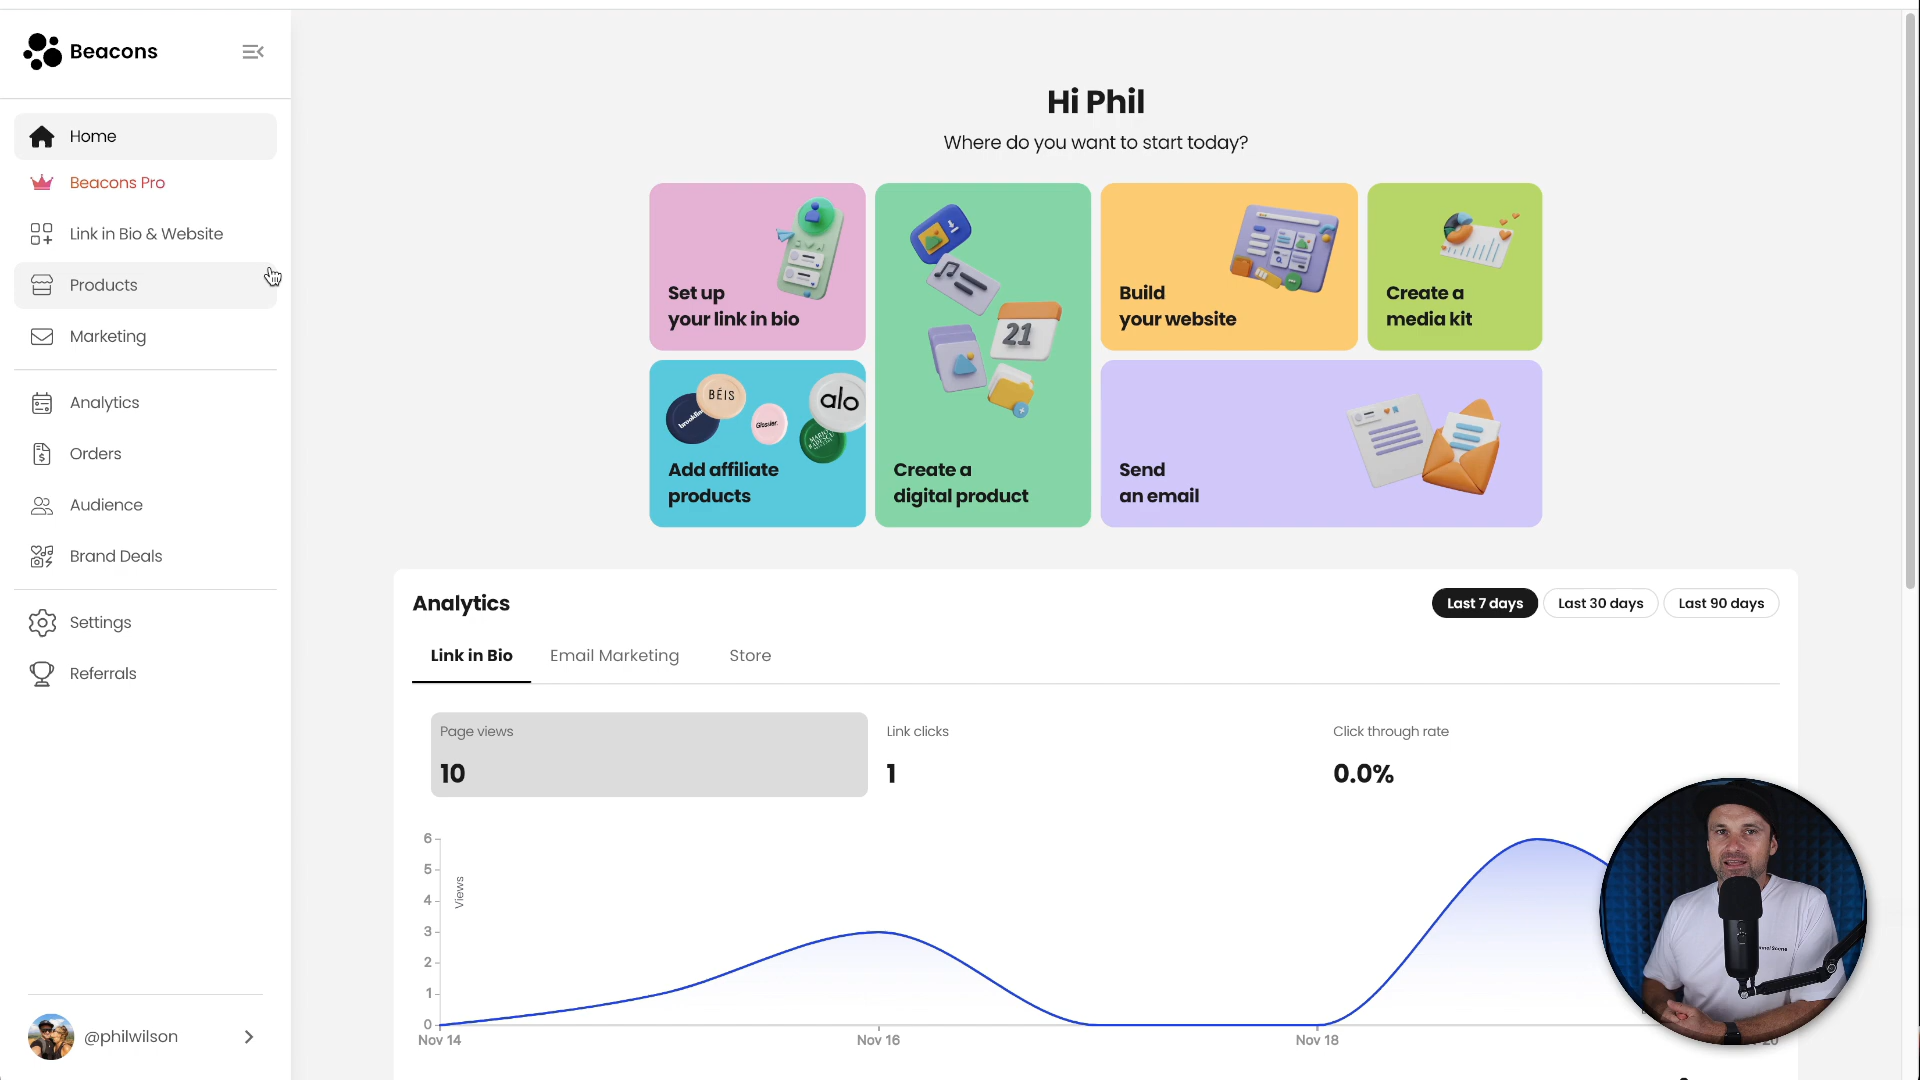 Beacons
Home
Beacons Pro
Link in Bio & Website
Products
Marketing
Analytics
Orders
Audience
Brand Deals
Settings
Referrals
@philwilson
Hi Phil
Where do you want to start today?
Set up
your link in bio
21
Create a
digital product
Build
your website
Create a
media kit
BÉIS
alo
Glossier.
Add affiliate
products
Send
an email
Analytics
Last 7 days
Last 30 days
Last 90 days
Link in Bio
Email Marketing
Store
Page views
10
Link clicks
1
Click through rate
0.0%
6
5
4
3
2
1
0
Views
Nov 14
Nov 16
Nov 18